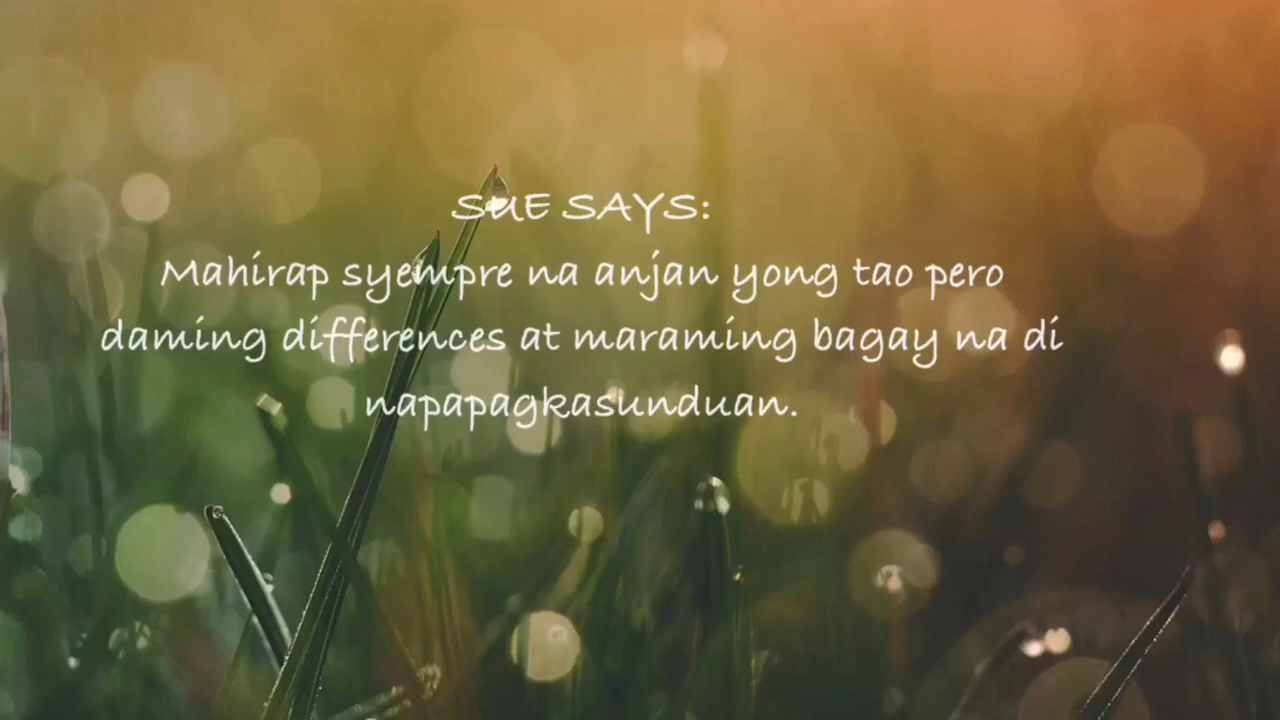 SUE SAYS:
Mahirap syempre na anjan yong tao pero
daming differences at maraming bagay na di
napapagkasunduan.